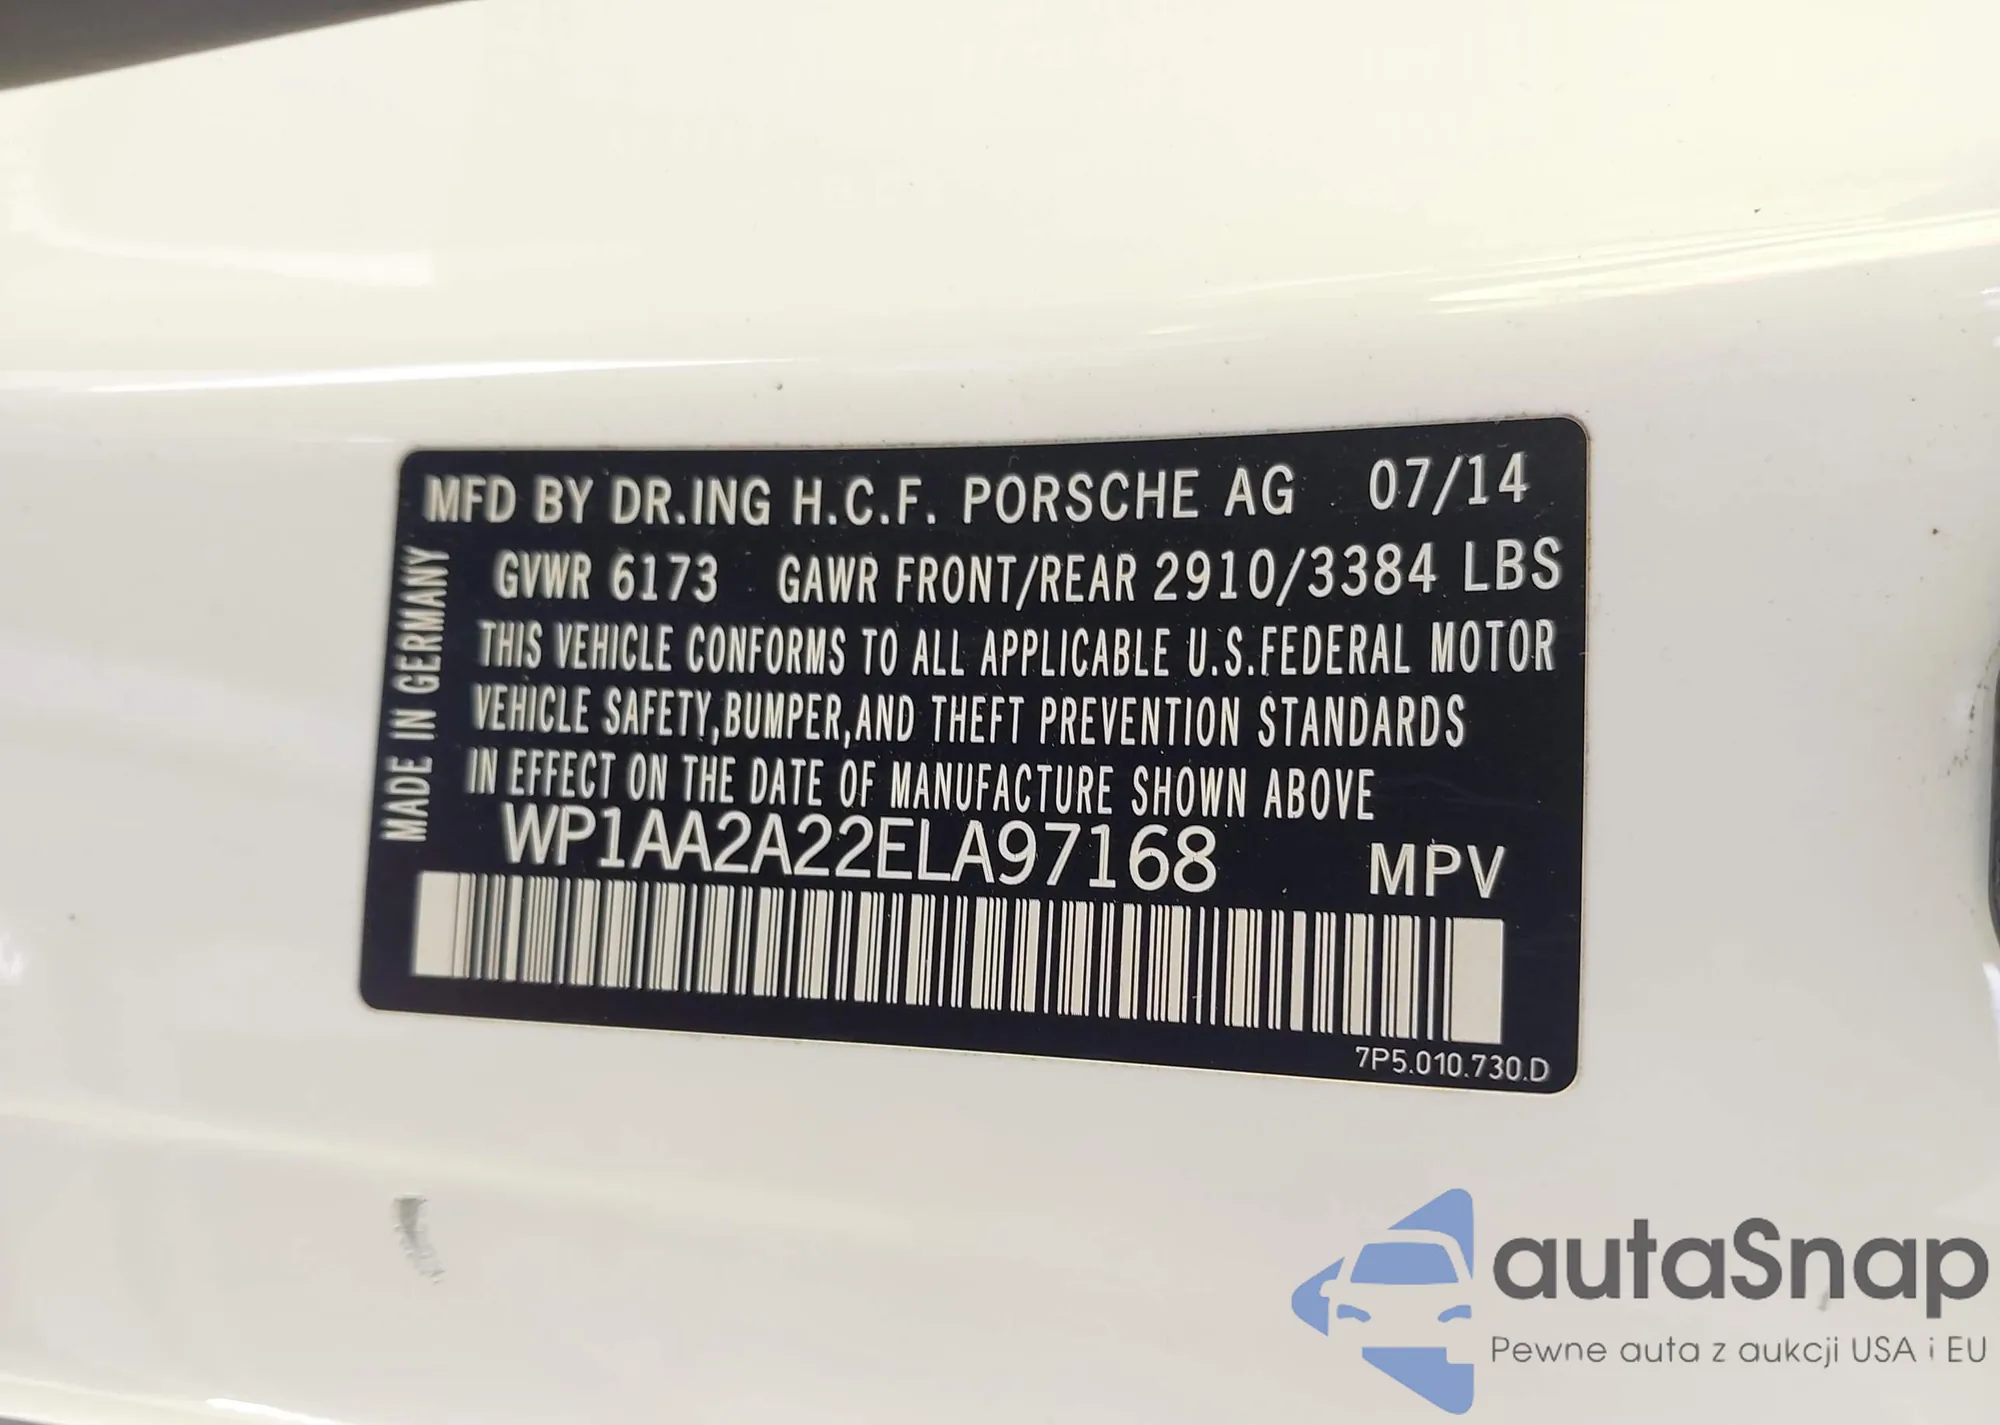 MFD BY DR.ING H.C.F. PORSCHE AG 07/14
GVWR 6173 GAWR FRONT/REAR 2910/3384 LBS
THIS VEHICLE CONFORMS TO ALL APPLICABLE U.S.FEDERAL MOTOR
VEHICLE SAFETY,BUMPER,AND THEFT PREVENTION STANDARDS
IN EFFECT ON THE DATE OF MANUFACTURE SHOWN ABOVE
WP1AA2A22ELA97168 MPV
7P5.010.730.D
MADE IN GERMANY
autoSnap
Pewne auta z aukcji USA i EU